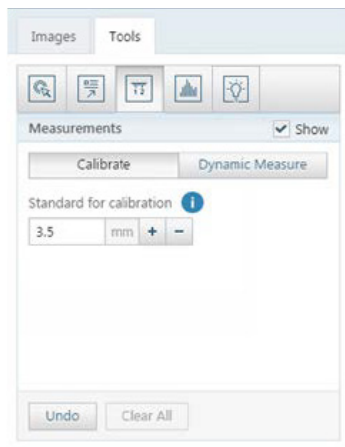 Images Tools
Measurements Show
Calibrate Dynamic Measure
Standard for calibration i
3.5 mm + −
Undo Clear All